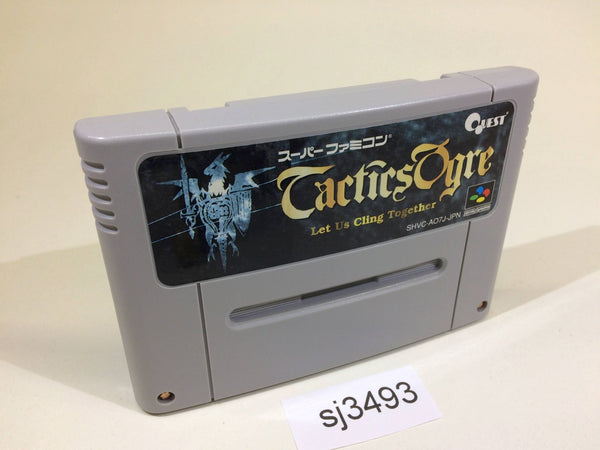 QUEST
スーパーファミコン
TacticsOgre
Let Us Cling Together
SHVC-AO7J-JPN
sj3493